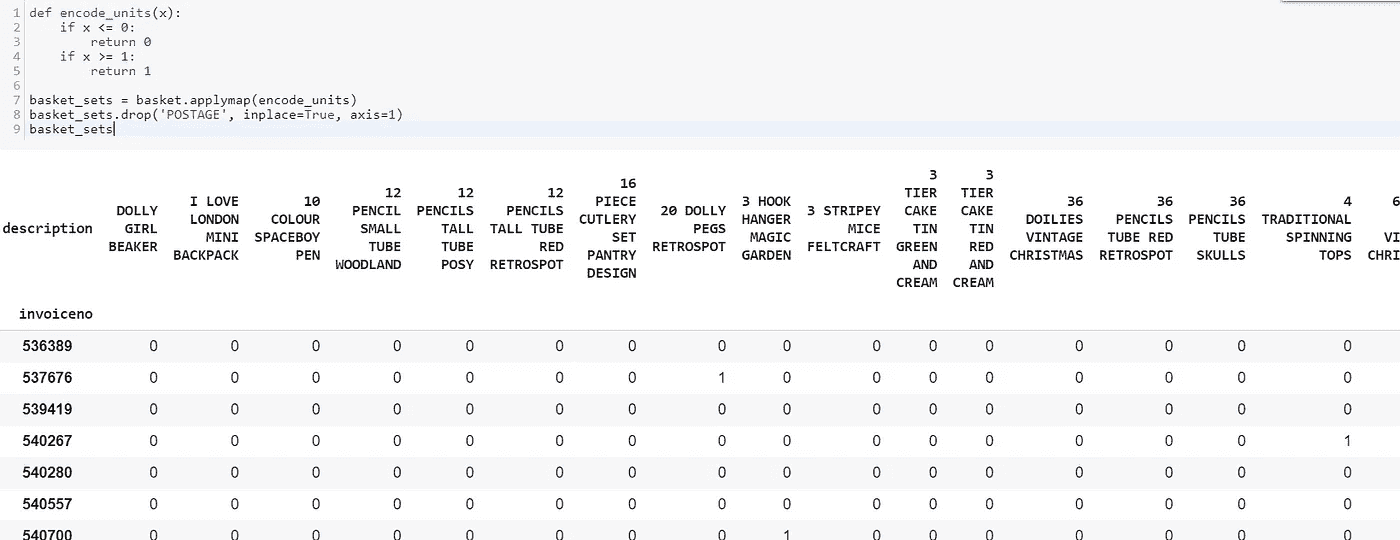 1 def encode_units(x):
2     if x <= 0:
3         return 0
4     if x >= 1:
5         return 1
6
7 basket_sets = basket.applymap(encode_units)
8 basket_sets.drop('POSTAGE', inplace=True, axis=1)
9 basket_sets
description DOLLY GIRL BEAKER I LOVE LONDON MINI BACKPACK 10 COLOUR SPACEBOY PEN 12 PENCIL SMALL TUBE WOODLAND 12 PENCILS TALL TUBE POSY 12 PENCILS TALL TUBE RED RETROSPOT 16 PIECE CUTLERY SET PANTRY DESIGN 20 DOLLY PEGS RETROSPOT 3 HOOK HANGER MAGIC GARDEN 3 STRIPEY MICE FELTCRAFT 3 TIER CAKE TIN GREEN AND CREAM 3 TIER CAKE TIN RED AND CREAM 36 DOILIES VINTAGE CHRISTMAS 36 PENCILS TUBE RED RETROSPOT 36 PENCILS TUBE SKULLS 4 TRADITIONAL SPINNING TOPS 6 VI CHRI
invoiceno
536389 0 0 0 0 0 0 0 0 0 0 0 0 0 0 0 0
537676 0 0 0 0 0 0 0 1 0 0 0 0 0 0 0 0
539419 0 0 0 0 0 0 0 0 0 0 0 0 0 0 0 0
540267 0 0 0 0 0 0 0 0 0 0 0 0 0 0 0 1
540280 0 0 0 0 0 0 0 0 0 0 0 0 0 0 0 0
540557 0 0 0 0 0 0 0 0 0 0 0 0 0 0 0 0
540700 0 0 0 0 0 0 0 0 1 0 0 0 0 0 0 0